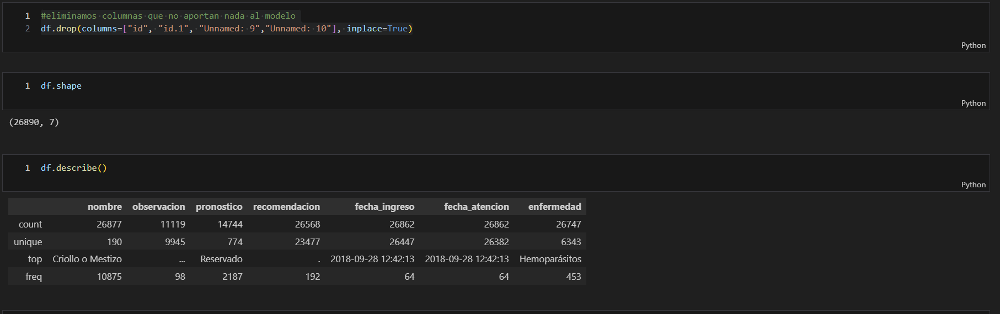 1 #eliminamos columnas que no aportan nada al modelo
2 df.drop(columns=["id", "id.1", "Unnamed: 9","Unnamed: 10"], inplace=True)
Python
1 df.shape
Python
(26890, 7)
1 df.describe()
Python
nombre observacion pronostico recomendacion fecha_ingreso fecha_atencion enfermedad
count 26877 11119 14744 26568 26862 26862 26747
unique 190 9945 774 23477 26447 26382 6343
top Criollo o Mestizo ... Reservado . 2018-09-28 12:42:13 2018-09-28 12:42:13 Hemoparásitos
freq 10875 98 2187 192 64 64 453